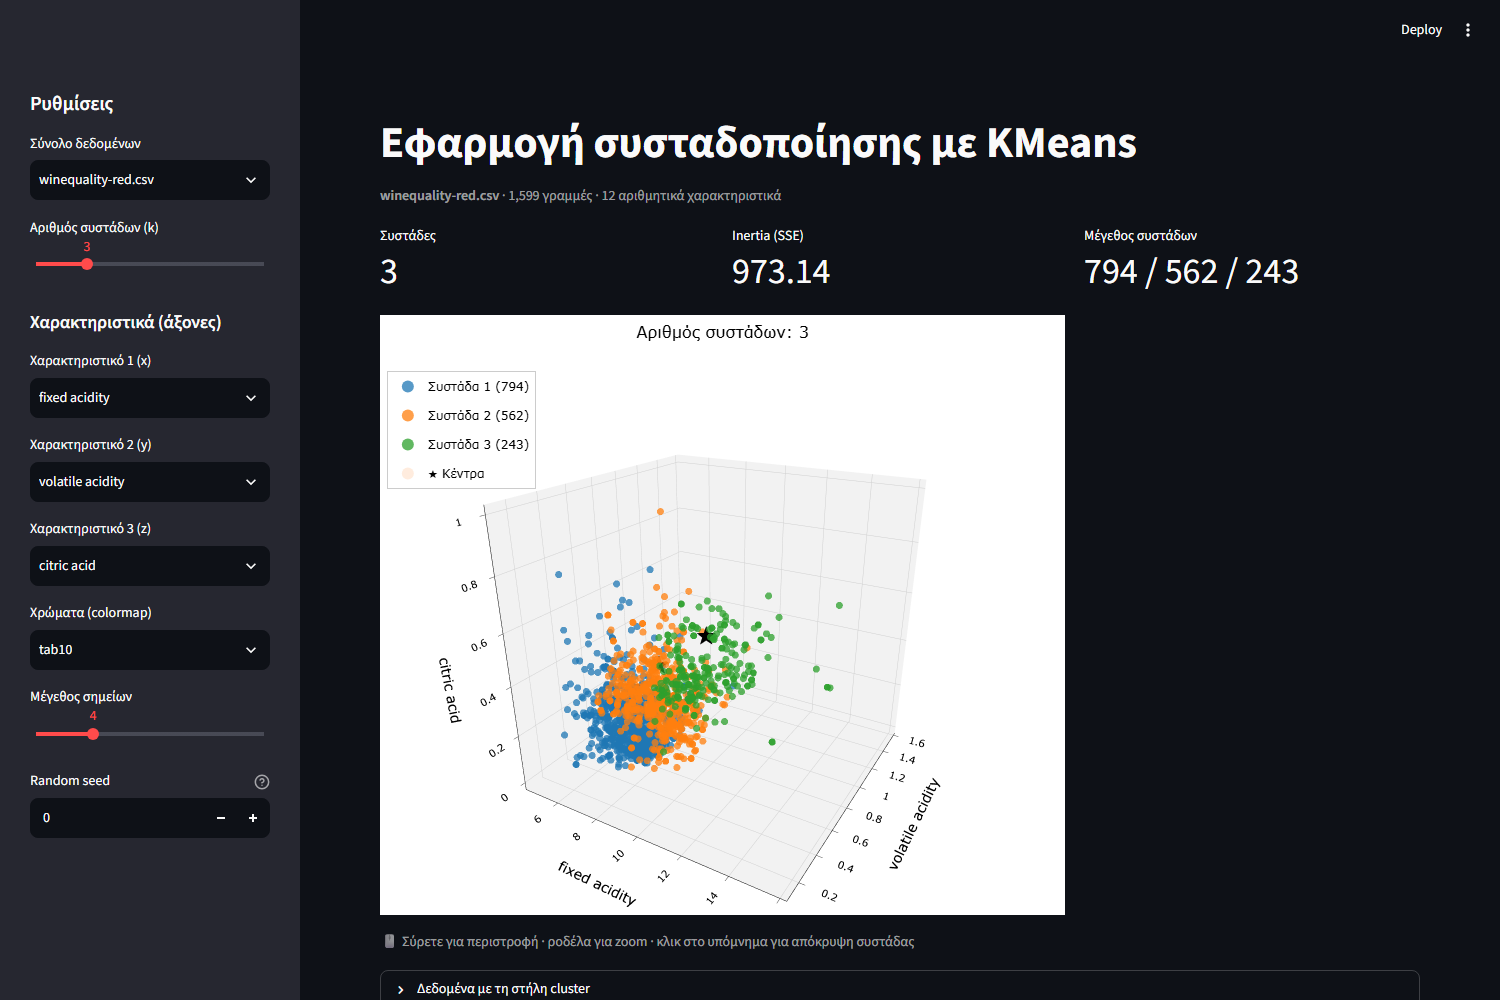 Deploy
Ρυθμίσεις
Σύνολο δεδομένων
winequality-red.csv
Αριθμός συστάδων (k)
3
Χαρακτηριστικά (άξονες)
Χαρακτηριστικό 1 (x)
fixed acidity
Χαρακτηριστικό 2 (y)
volatile acidity
Χαρακτηριστικό 3 (z)
citric acid
Χρώματα (colormap)
tab10
Μέγεθος σημείων
4
Random seed
0
Εφαρμογή συσταδοποίησης με KMeans
winequality-red.csv · 1,599 γραμμές · 12 αριθμητικά χαρακτηριστικά
Συστάδες
3
Inertia (SSE)
973.14
Μέγεθος συστάδων
794 / 562 / 243
Αριθμός συστάδων: 3
Συστάδα 1 (794)
Συστάδα 2 (562)
Συστάδα 3 (243)
★ Κέντρα
1
0.8
0.6
0.4
0.2
0
citric acid
6
8
10
12
14
fixed acidity
1.6
1.4
1.2
1
0.8
0.6
0.4
0.2
volatile acidity
Σύρετε για περιστροφή · ροδέλα για zoom · κλικ στο υπόμνημα για απόκρυψη συστάδας
Δεδομένα με τη στήλη cluster